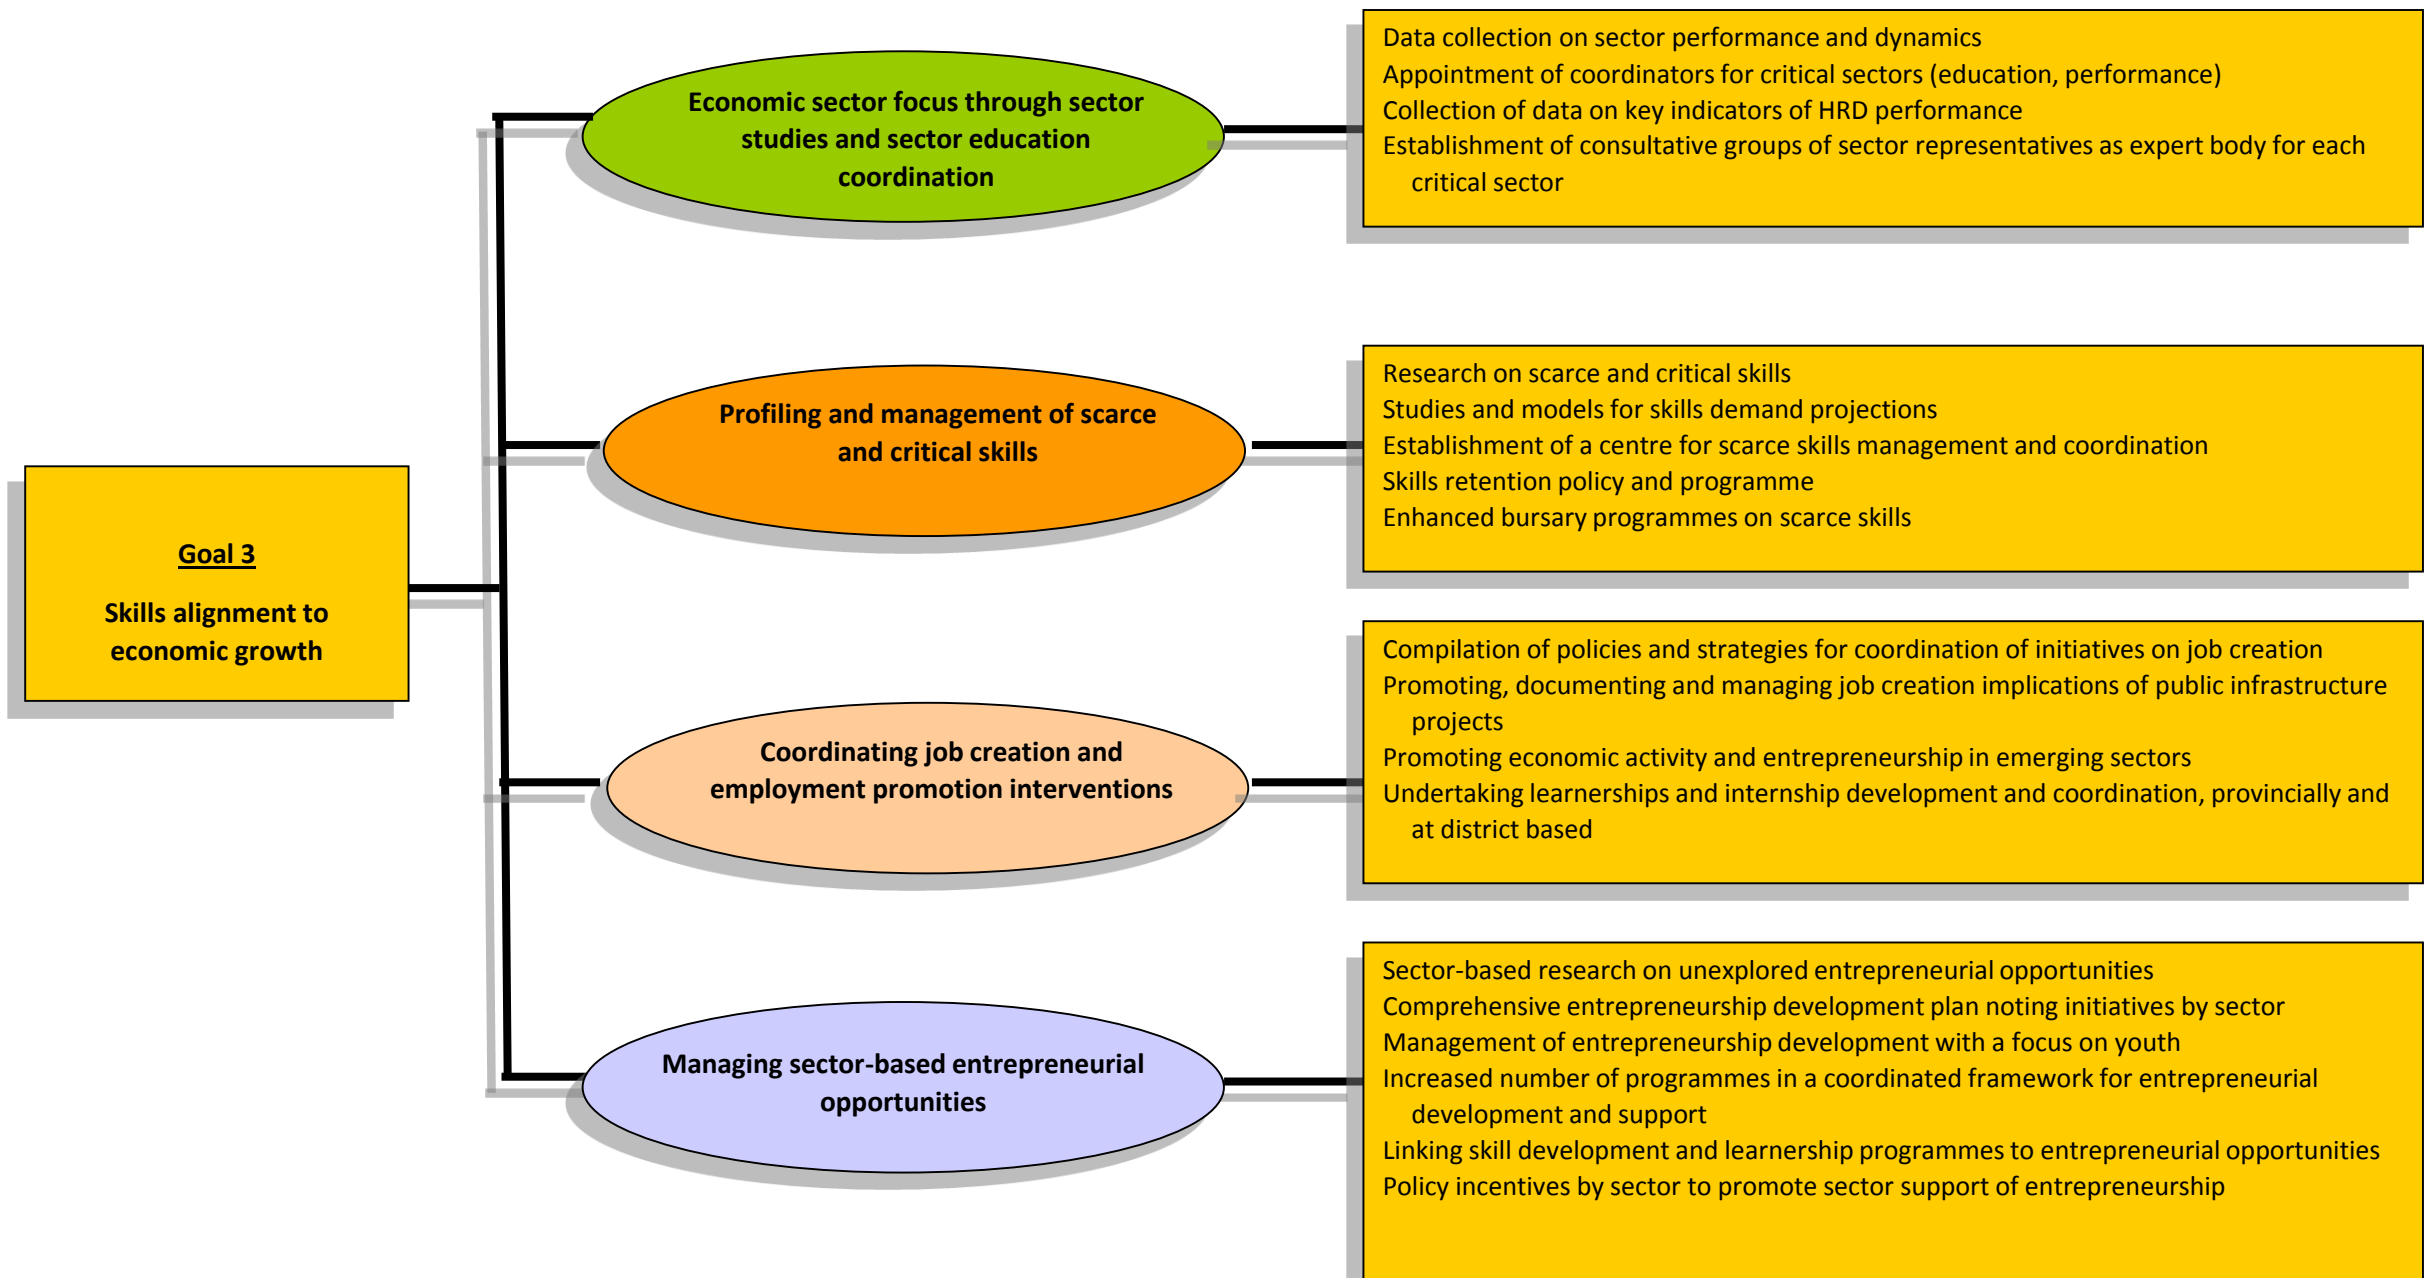 Goal 3
Skills alignment to
economic growth
Economic sector focus through sector
studies and sector education
coordination
Data collection on sector performance and dynamics
Appointment of coordinators for critical sectors (education, performance)
Collection of data on key indicators of HRD performance
Establishment of consultative groups of sector representatives as expert body for each
critical sector
Profiling and management of scarce
and critical skills
Research on scarce and critical skills
Studies and models for skills demand projections
Establishment of a centre for scarce skills management and coordination
Skills retention policy and programme
Enhanced bursary programmes on scarce skills
Coordinating job creation and
employment promotion interventions
Compilation of policies and strategies for coordination of initiatives on job creation
Promoting, documenting and managing job creation implications of public infrastructure
projects
Promoting economic activity and entrepreneurship in emerging sectors
Undertaking learnerships and internship development and coordination, provincially and
at district based
Managing sector-based entrepreneurial
opportunities
Sector-based research on unexplored entrepreneurial opportunities
Comprehensive entrepreneurship development plan noting initiatives by sector
Management of entrepreneurship development with a focus on youth
Increased number of programmes in a coordinated framework for entrepreneurial
development and support
Linking skill development and learnership programmes to entrepreneurial opportunities
Policy incentives by sector to promote sector support of entrepreneurship